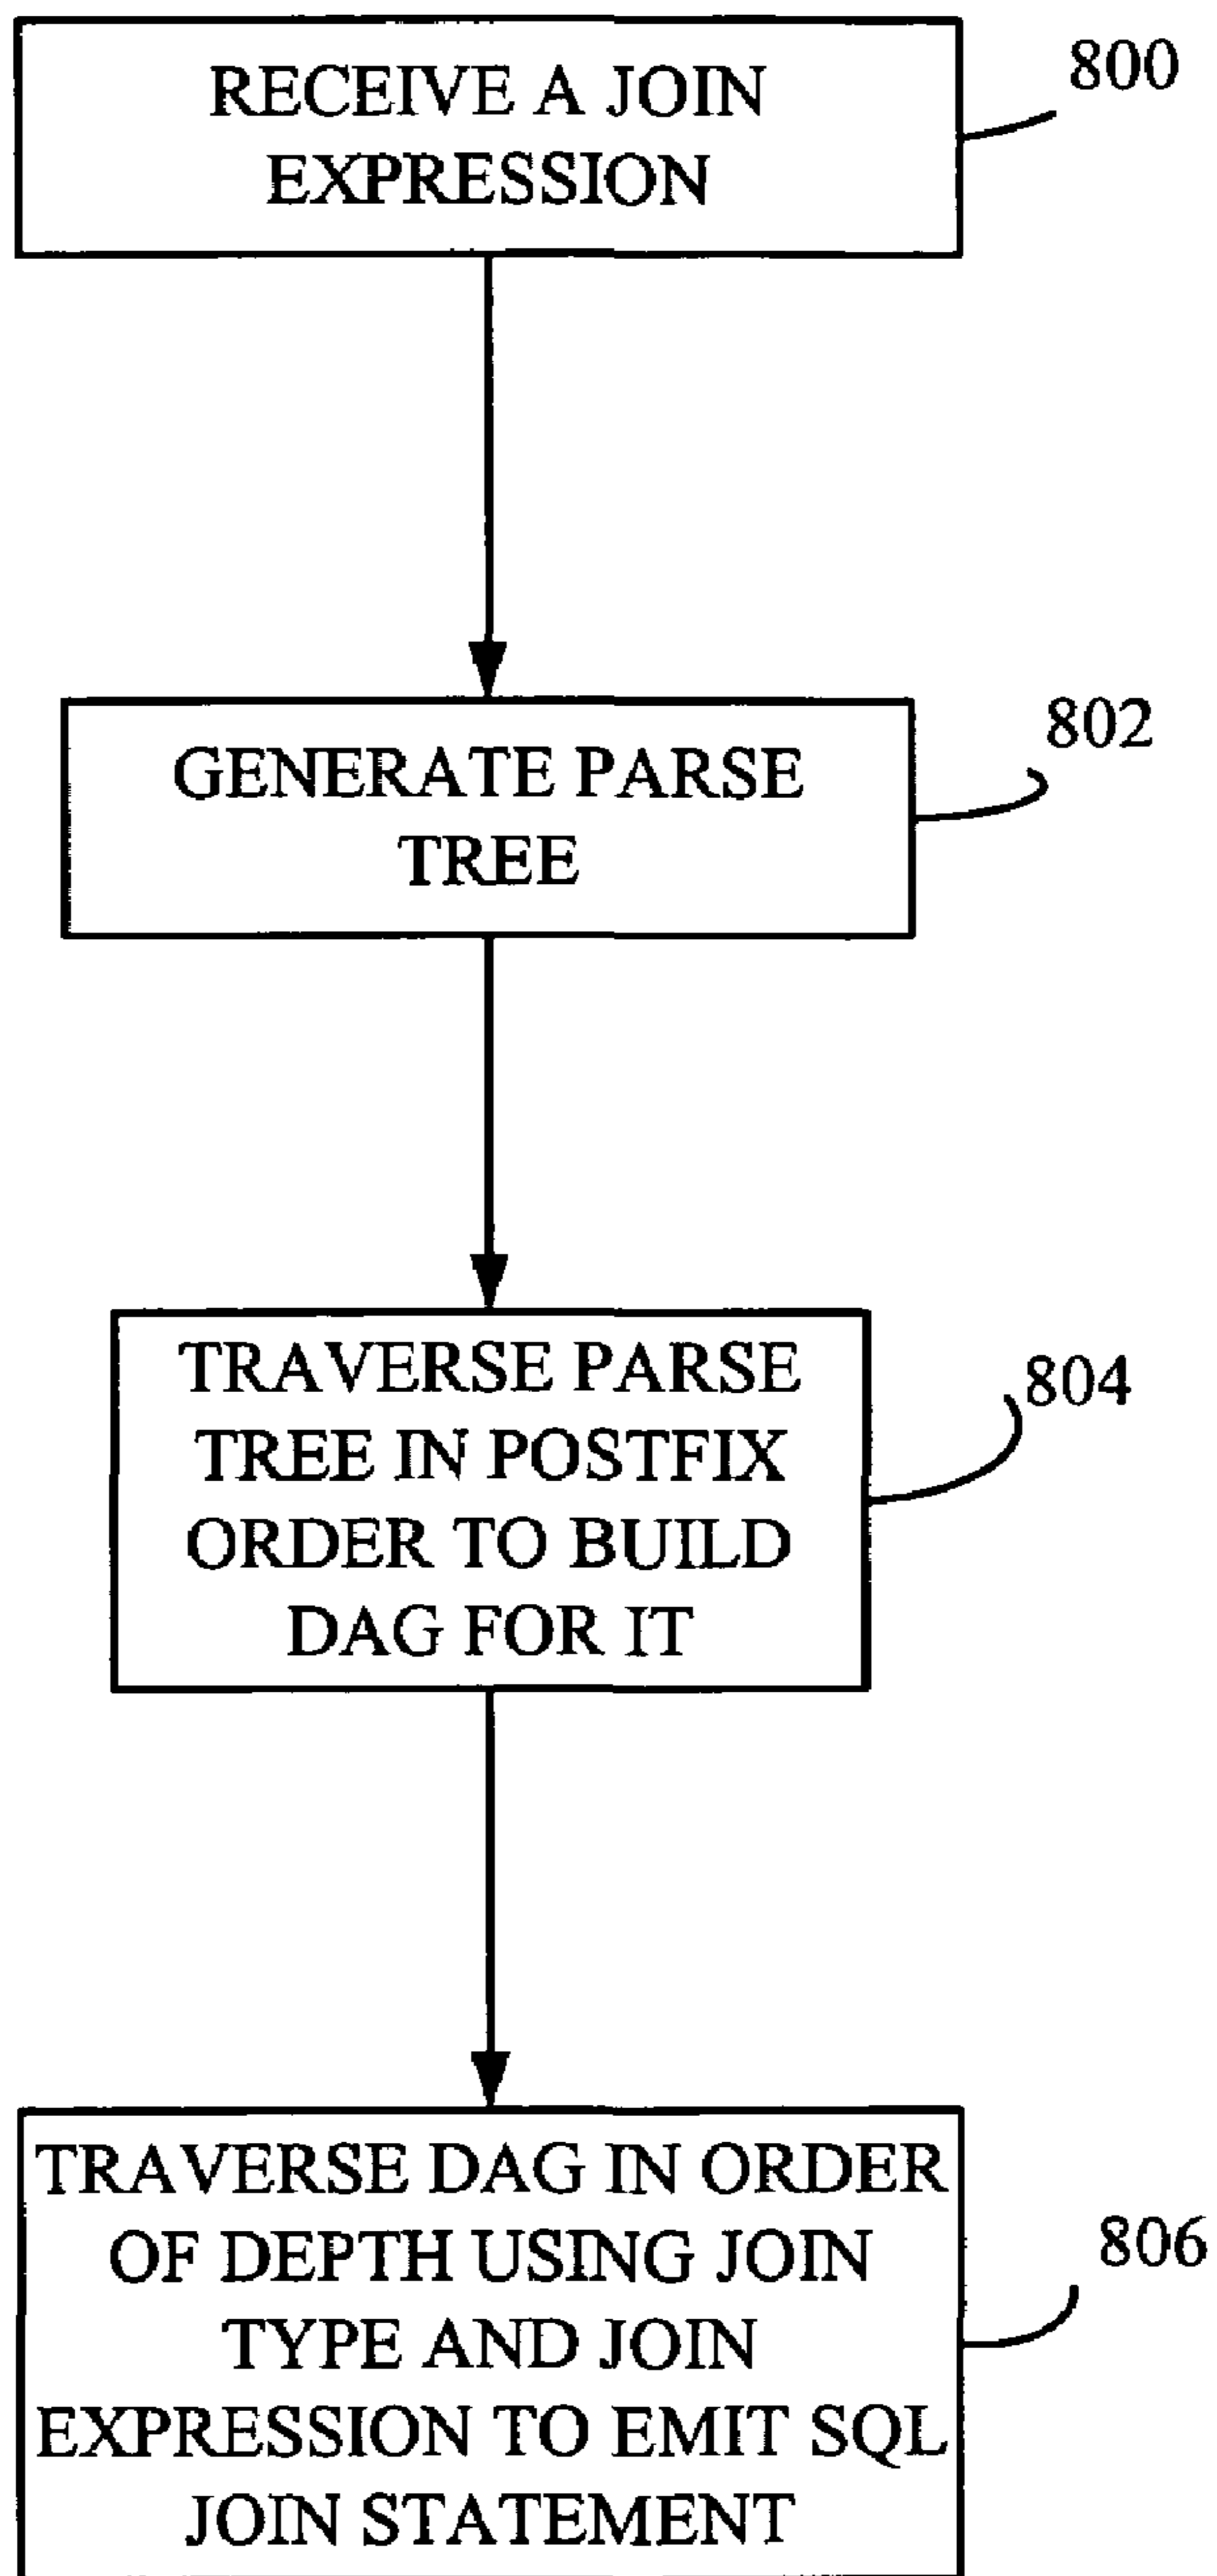 RECEIVE A JOIN
EXPRESSION
800
GENERATE PARSE
TREE
802
TRAVERSE PARSE
TREE IN POSTFIX
ORDER TO BUILD
DAG FOR IT
804
TRAVERSE DAG IN ORDER
OF DEPTH USING JOIN
TYPE AND JOIN
EXPRESSION TO EMIT SQL
JOIN STATEMENT
806